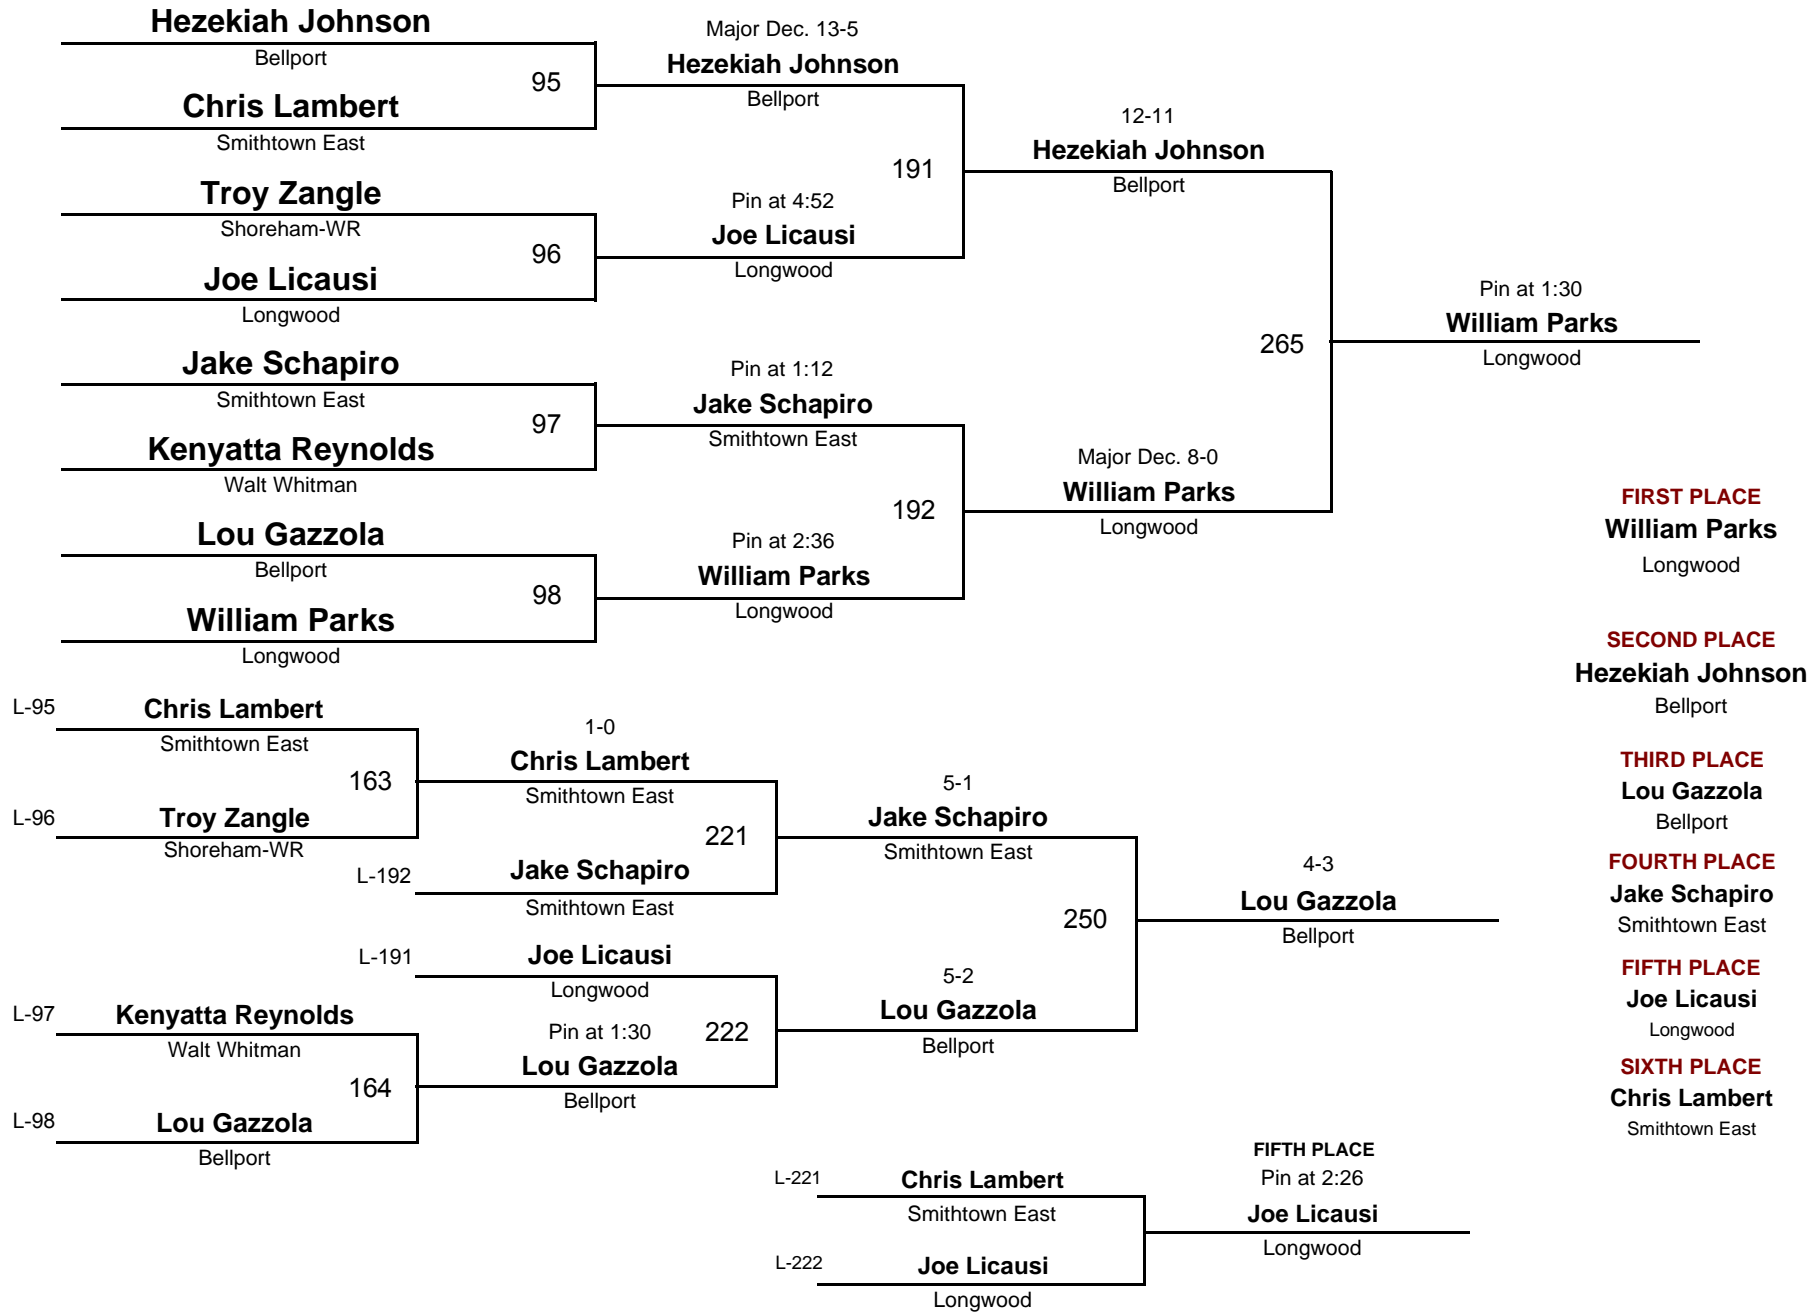 Hezekiah Johnson
Bellport
95
Chris Lambert
Smithtown East
Troy Zangle
Shoreham-WR
96
Joe Licausi
Longwood
Jake Schapiro
Smithtown East
97
Kenyatta Reynolds
Walt Whitman
Lou Gazzola
Bellport
98
William Parks
Longwood
Major Dec. 13-5
Hezekiah Johnson
Bellport
191
Pin at 4:52
Joe Licausi
Longwood
Pin at 1:12
Jake Schapiro
Smithtown East
192
Pin at 2:36
William Parks
Longwood
12-11
Hezekiah Johnson
Bellport
265
Major Dec. 8-0
William Parks
Longwood
Pin at 1:30
William Parks
Longwood
L-95
Chris Lambert
Smithtown East
163
L-96
Troy Zangle
Shoreham-WR
L-97
Kenyatta Reynolds
Walt Whitman
164
L-98
Lou Gazzola
Bellport
1-0
Chris Lambert
Smithtown East
221
L-192
Jake Schapiro
Smithtown East
L-191
Joe Licausi
Longwood
222
Pin at 1:30
Lou Gazzola
Bellport
5-1
Jake Schapiro
Smithtown East
250
5-2
Lou Gazzola
Bellport
4-3
Lou Gazzola
Bellport
L-221
Chris Lambert
Smithtown East
L-222
Joe Licausi
Longwood
FIFTH PLACE
Pin at 2:26
Joe Licausi
Longwood
FIRST PLACE
William Parks
Longwood
SECOND PLACE
Hezekiah Johnson
Bellport
THIRD PLACE
Lou Gazzola
Bellport
FOURTH PLACE
Jake Schapiro
Smithtown East
FIFTH PLACE
Joe Licausi
Longwood
SIXTH PLACE
Chris Lambert
Smithtown East